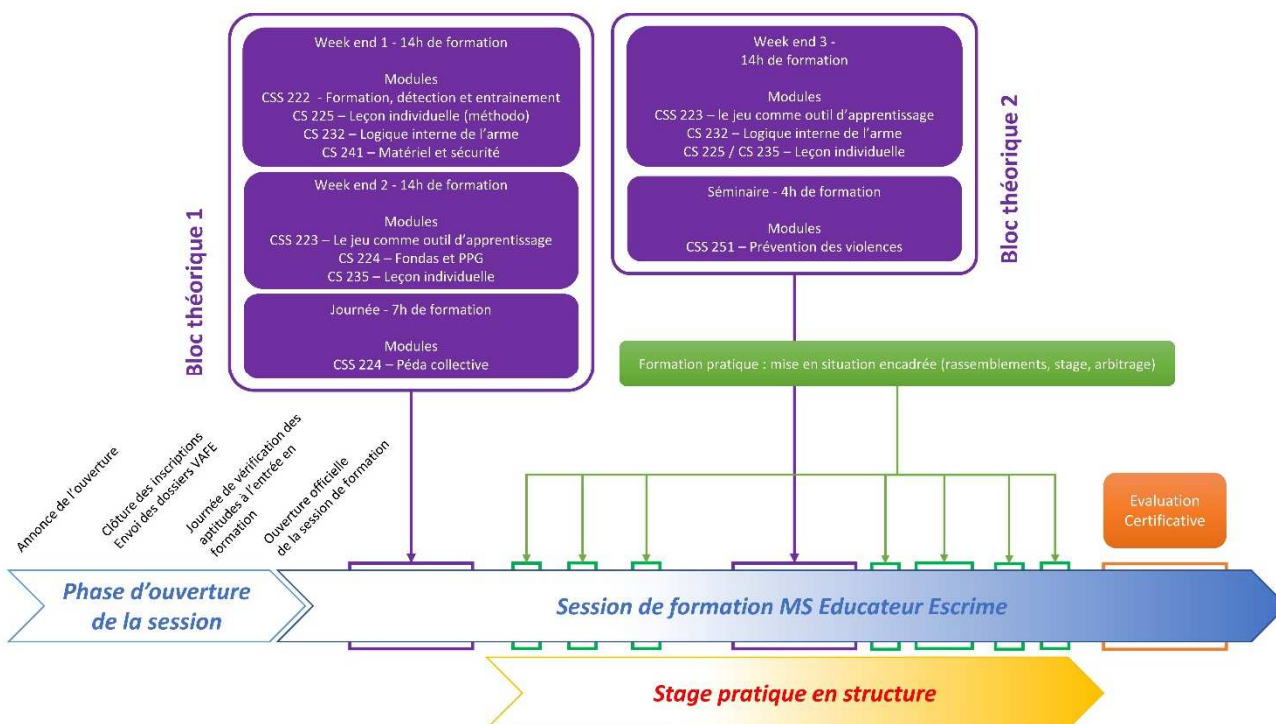 Week end 1 - 14h de formation
Modules
CSS 222 - Formation, détection et entrainement
CS 225 – Leçon individuelle (méthodo)
CS 232 – Logique interne de l'arme
CS 241 – Matériel et sécurité
Week end 2 - 14h de formation
Modules
CSS 223 – Le jeu comme outil d'apprentissage
CS 224 – Fondas et PPG
CS 235 – Leçon individuelle
Journée - 7h de formation
Modules
CSS 224 – Péda collective
Bloc théorique 1
Week end 3 -
14h de formation
Modules
CSS 223 – le jeu comme outil d'apprentissage
CS 232 – Logique interne de l'arme
CS 225 / CS 235 – Leçon individuelle
Séminaire - 4h de formation
Modules
CSS 251 – Prévention des violences
Bloc théorique 2
Formation pratique : mise en situation encadrée (rassemblements, stage, arbitrage)
Annonce de l'ouverture
Clôture des inscriptions
Envoi des dossiers VAFE
Journée de vérification des
aptitudes à l'entrée en
formation
Ouverture officielle
de la session de formation
Evaluation
Certificative
Phase d'ouverture
de la session
Session de formation MS Educateur Escrime
Stage pratique en structure